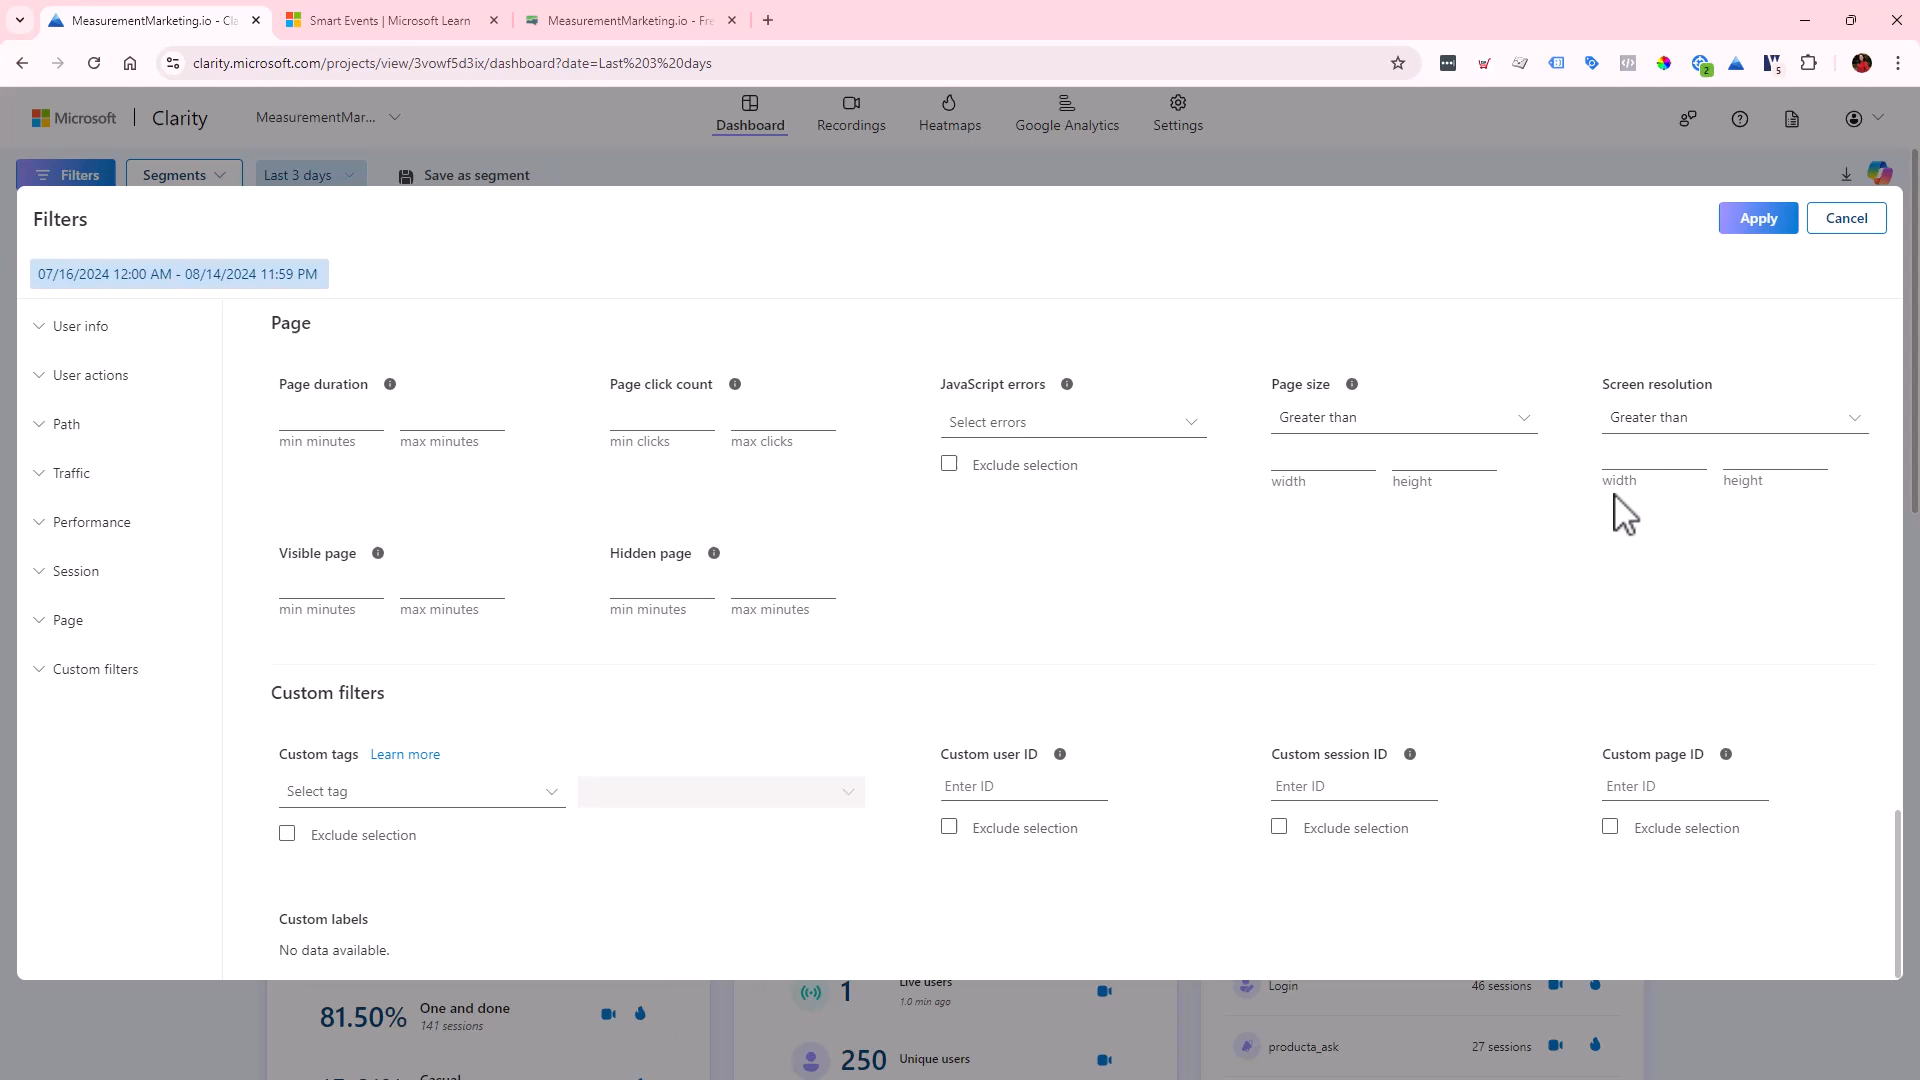 MeasurementMarketing.io - Cla
Smart Events | Microsoft Learn
MeasurementMarketing.io - Fre
clarity.microsoft.com/projects/view/3vowf5d3ix/dashboard?date=Last%203%20days
2
5
Microsoft
Clarity
MeasurementMar...
Dashboard
Recordings
Heatmaps
Google Analytics
Settings
Filters
Segments
Last 3 days
Save as segment
Filters
Apply
Cancel
07/16/2024 12:00 AM - 08/14/2024 11:59 PM
User info
User actions
Path
Traffic
Performance
Session
Page
Custom filters
Page
Page duration
Page click count
JavaScript errors
Page size
Screen resolution
Select errors
Greater than
Greater than
min minutes
max minutes
min clicks
max clicks
Exclude selection
width
height
width
height
Visible page
Hidden page
min minutes
max minutes
min minutes
max minutes
Custom filters
Custom tags
Learn more
Custom user ID
Custom session ID
Custom page ID
Select tag
Enter ID
Enter ID
Enter ID
Exclude selection
Exclude selection
Exclude selection
Exclude selection
Custom labels
No data available.
81.50%
One and done
141 sessions
1
Live users
1.0 min ago
250
Unique users
Login
46 sessions
producta_ask
27 sessions